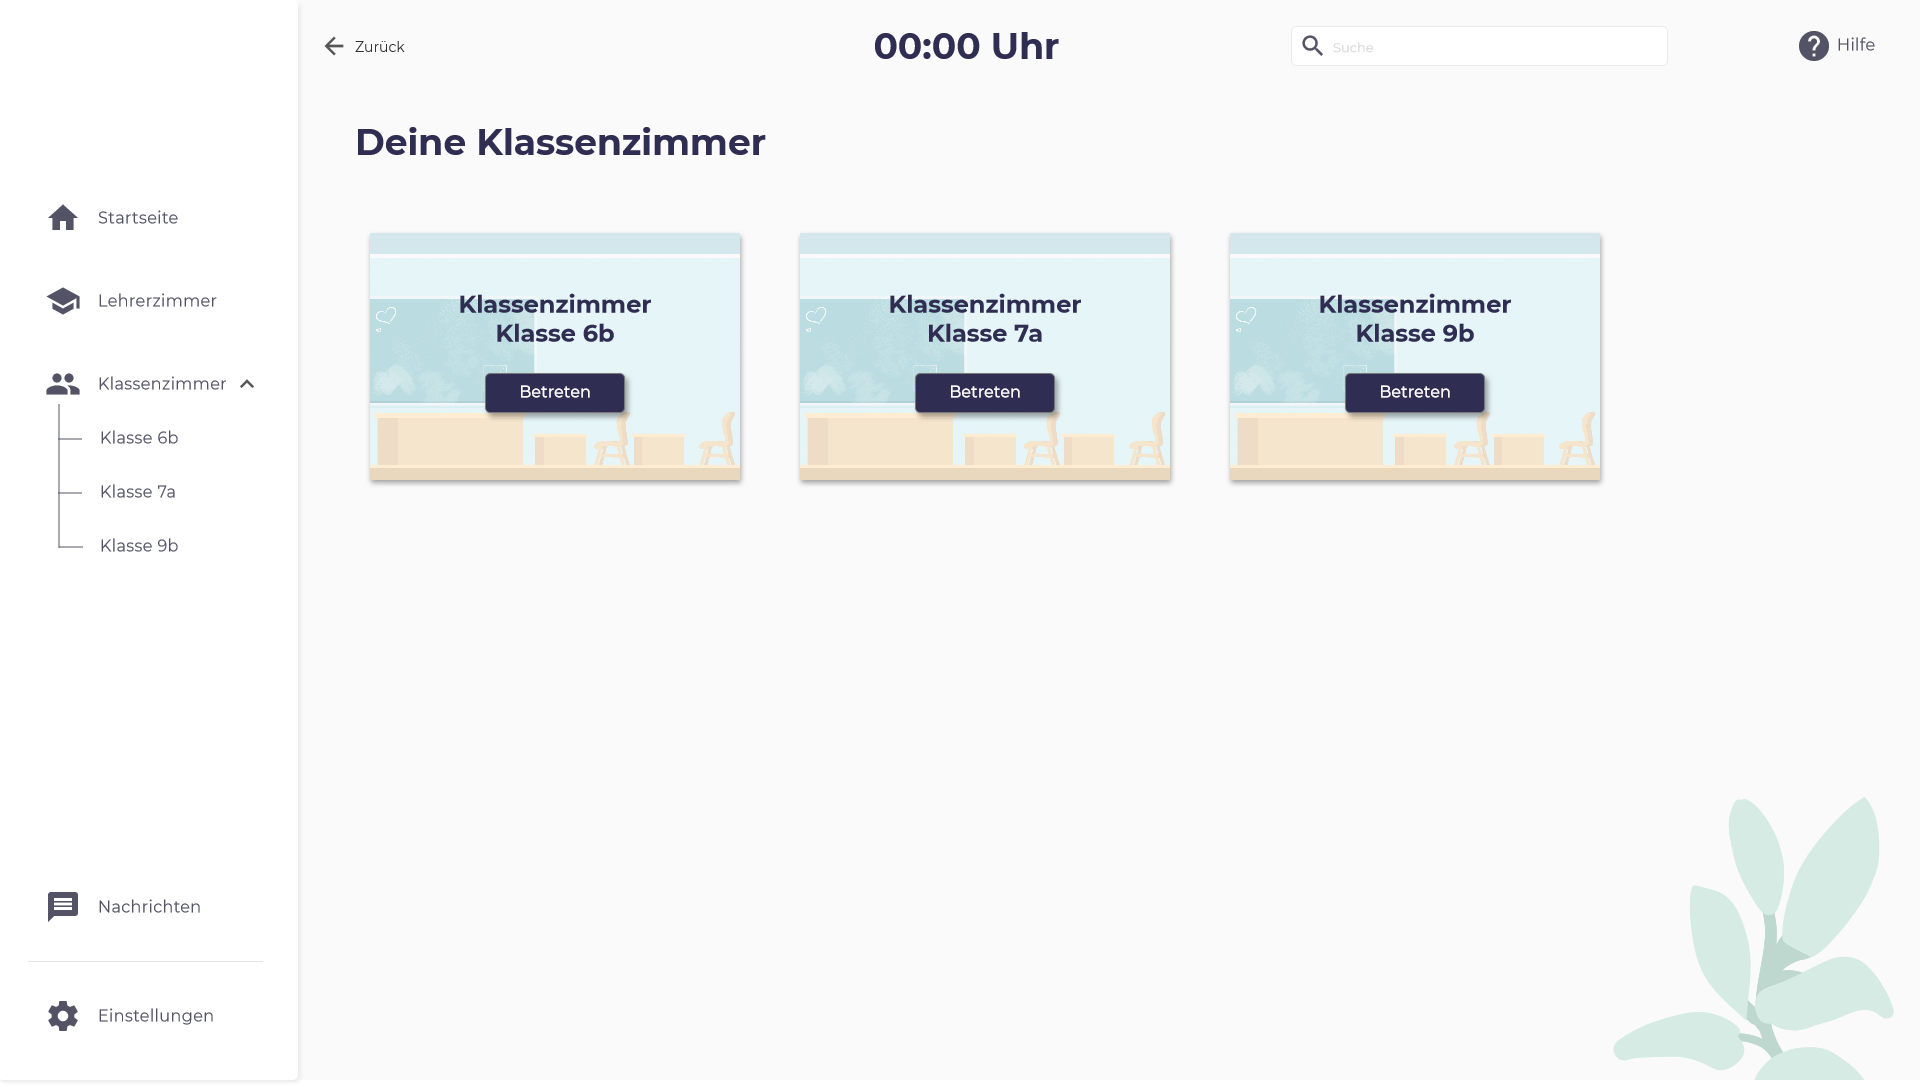 Zurück
00:00 Uhr
Suche
Hilfe
Deine Klassenzimmer
Startseite
Lehrerzimmer
Klassenzimmer
Klasse 6b
Klasse 7a
Klasse 9b
Nachrichten
Einstellungen
Klassenzimmer
Klasse 6b
Betreten
Klassenzimmer
Klasse 7a
Betreten
Klassenzimmer
Klasse 9b
Betreten